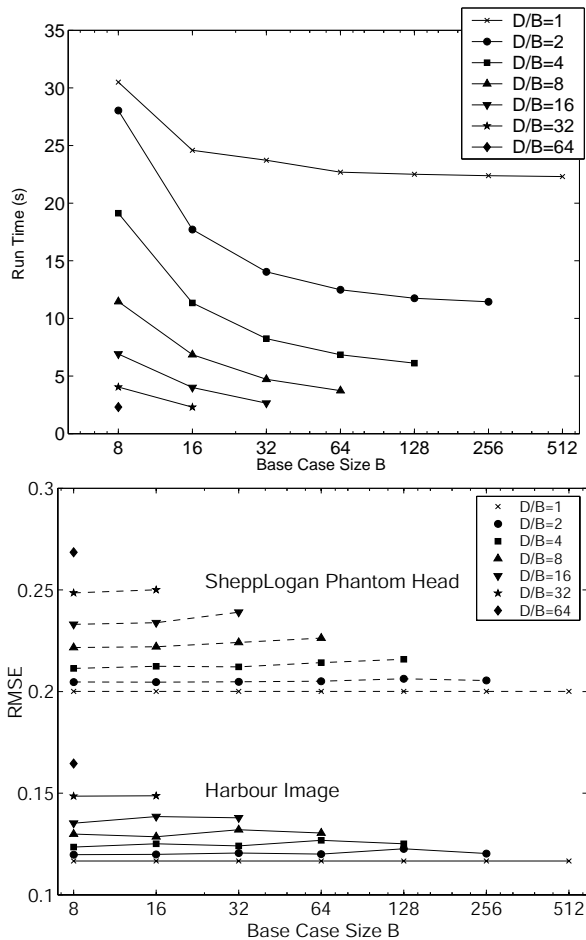 35
30
25
20
15
10
5
0
Run Time (s)
8 16 32 64 128 256 512
Base Case Size B
D/B=1
D/B=2
D/B=4
D/B=8
D/B=16
D/B=32
D/B=64
0.3
0.25
0.2
0.15
0.1
RMSE
SheppLogan Phantom Head
Harbour Image
8 16 32 64 128 256 512
Base Case Size B
D/B=1
D/B=2
D/B=4
D/B=8
D/B=16
D/B=32
D/B=64